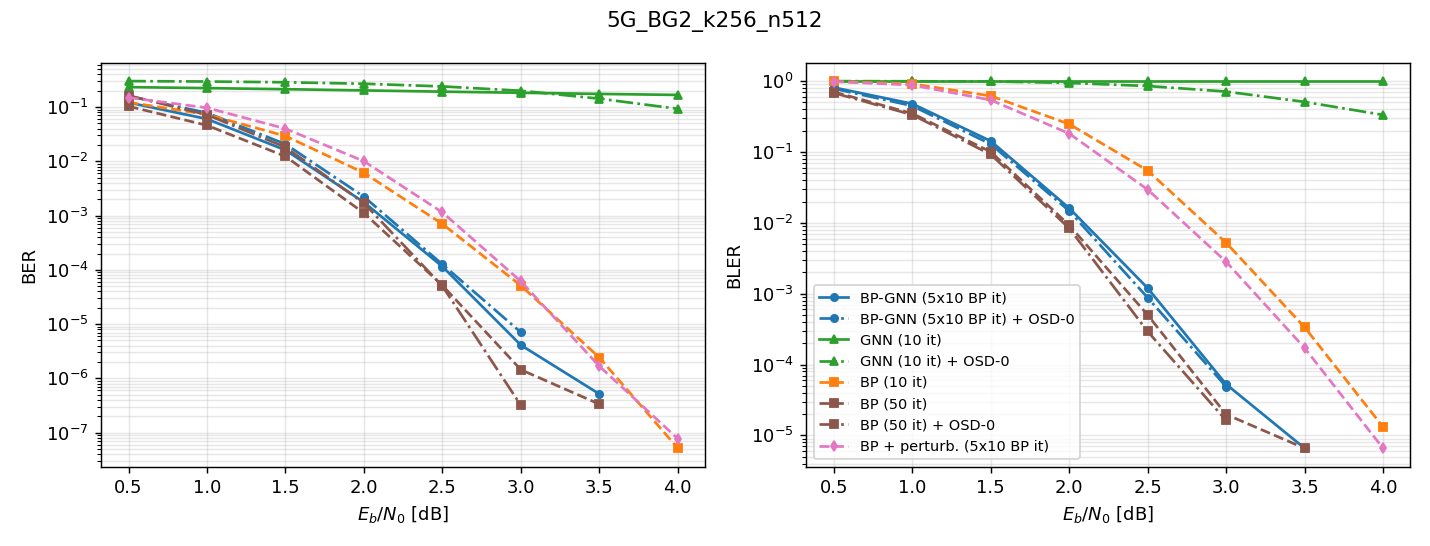 5G_BG2_k256_n512
BER
10⁻¹
10⁻²
10⁻³
10⁻⁴
10⁻⁵
10⁻⁶
10⁻⁷
0.5 1.0 1.5 2.0 2.5 3.0 3.5 4.0
E_b/N_0 [dB]
BLER
10⁰
10⁻¹
10⁻²
10⁻³
10⁻⁴
10⁻⁵
BP-GNN (5x10 BP it)
BP-GNN (5x10 BP it) + OSD-0
GNN (10 it)
GNN (10 it) + OSD-0
BP (10 it)
BP (50 it)
BP (50 it) + OSD-0
BP + perturb. (5x10 BP it)
0.5 1.0 1.5 2.0 2.5 3.0 3.5 4.0
E_b/N_0 [dB]